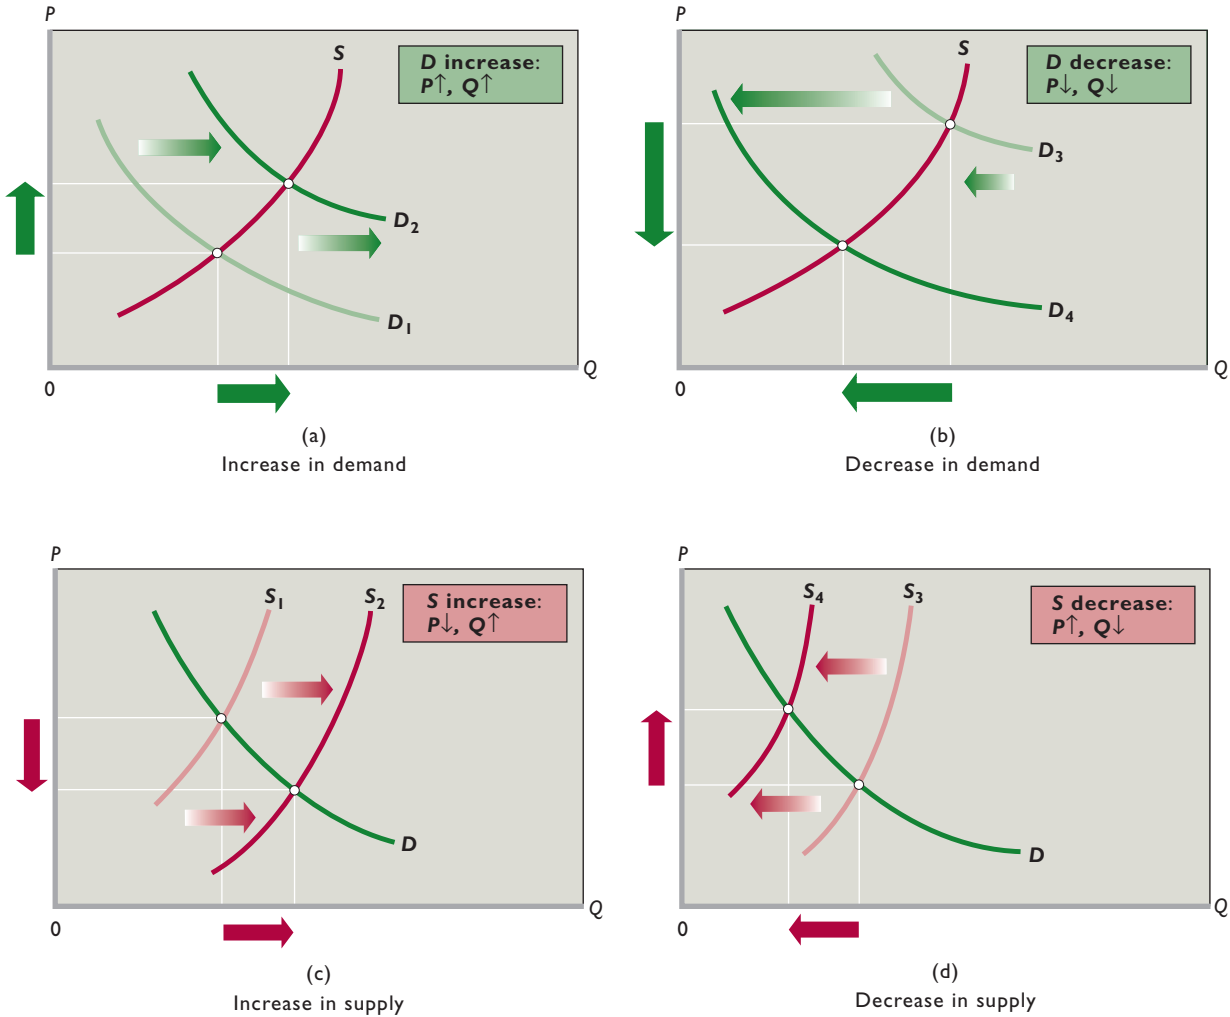 P
S
D increase:
P↑, Q↑
D₂
D₁
Q
0
(a)
Increase in demand
P
S
D decrease:
P↓, Q↓
D₃
D₄
Q
0
(b)
Decrease in demand
P
S₁
S₂
S increase:
P↓, Q↑
D
Q
0
(c)
Increase in supply
P
S₄
S₃
S decrease:
P↑, Q↓
D
Q
0
(d)
Decrease in supply